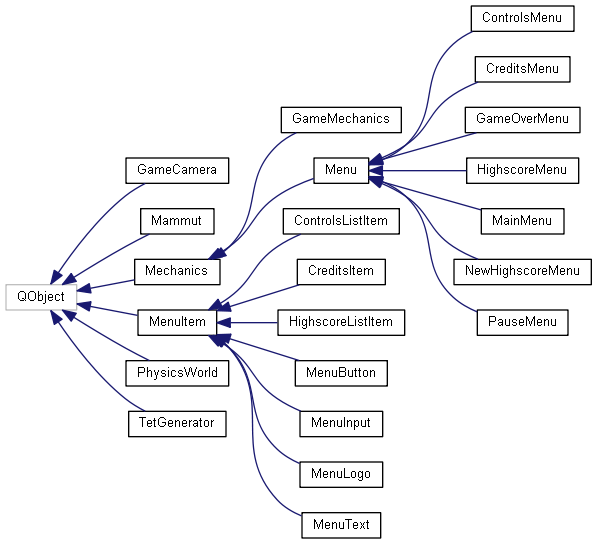 ControlsMenu
CreditsMenu
GameMechanics
GameOverMenu
GameCamera
Menu
HighscoreMenu
Mammut
ControlsListItem
MainMenu
Mechanics
CreditsItem
NewHighscoreMenu
QObject
MenuItem
HighscoreListItem
PauseMenu
PhysicsWorld
MenuButton
TetGenerator
MenuInput
MenuLogo
MenuText